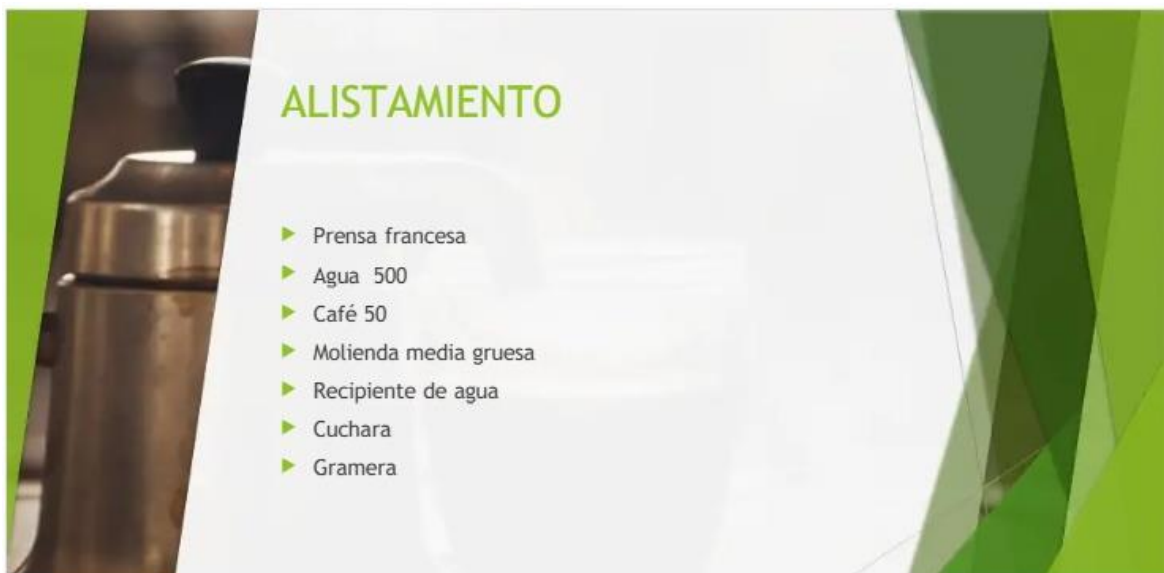 ALISTAMIENTO
Prensa francesa
Agua 500
Café 50
Molienda media gruesa
Recipiente de agua
Cuchara
Gramera